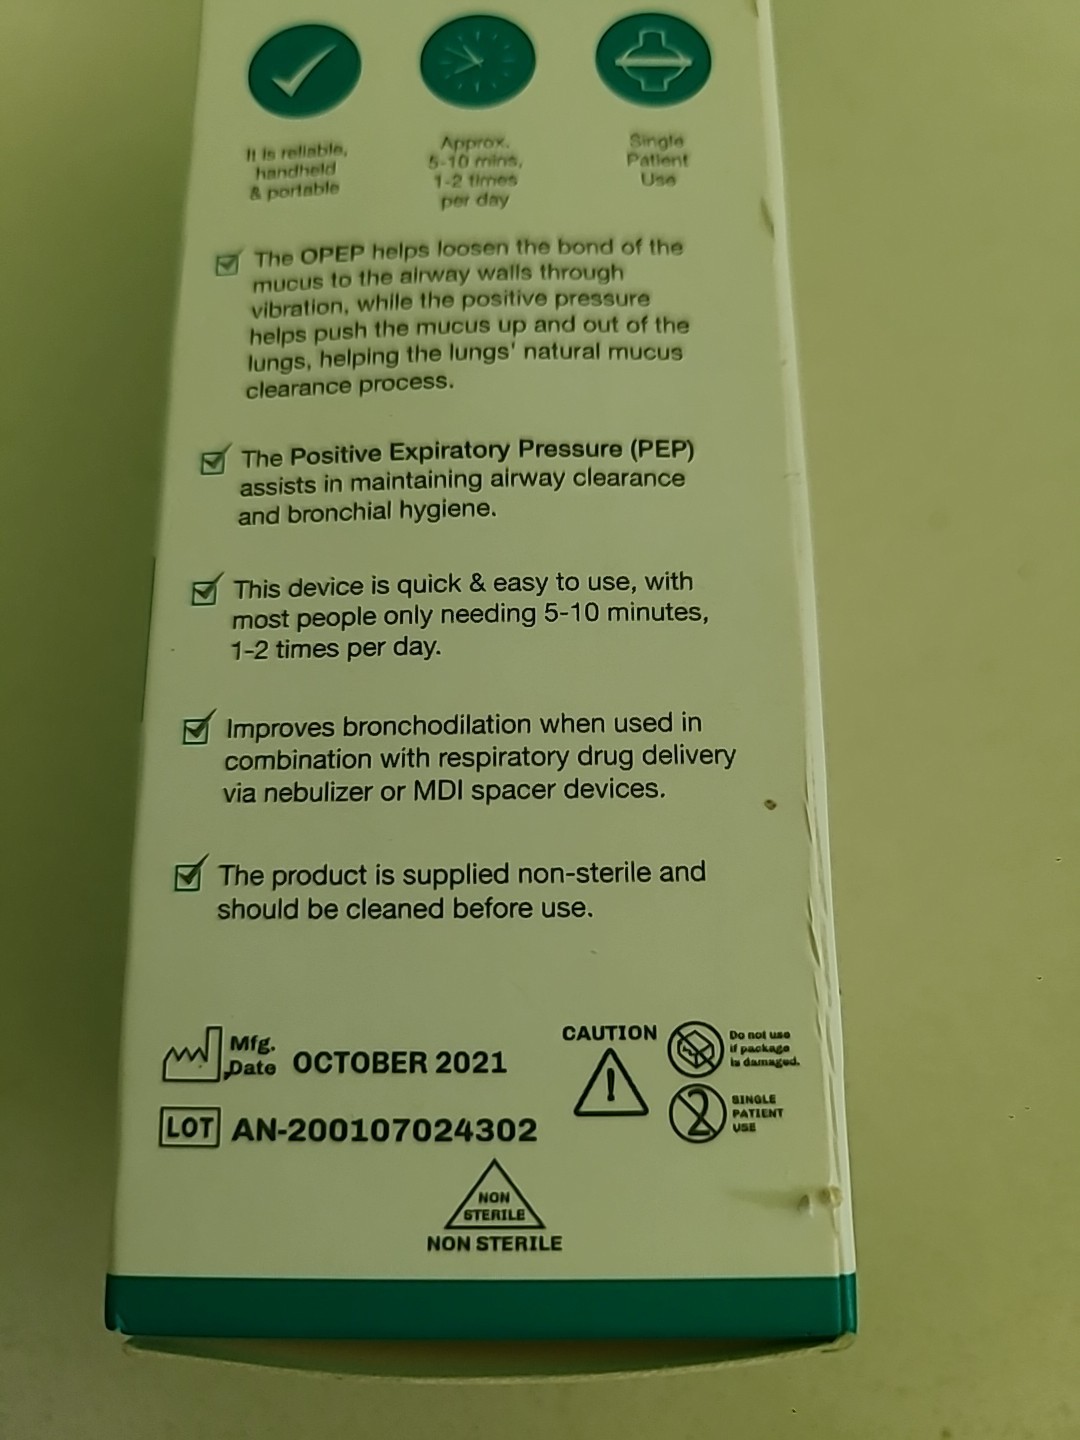 It is reliable,
handheld
& portable
Approx.
5-10 mins,
1-2 times
per day
Single
Patient
Use
The OPEP helps loosen the bond of the
mucus to the airway walls through
vibration, while the positive pressure
helps push the mucus up and out of the
lungs, helping the lungs' natural mucus
clearance process.
The Positive Expiratory Pressure (PEP)
assists in maintaining airway clearance
and bronchial hygiene.
This device is quick & easy to use, with
most people only needing 5-10 minutes,
1-2 times per day.
Improves bronchodilation when used in
combination with respiratory drug delivery
via nebulizer or MDI spacer devices.
The product is supplied non-sterile and
should be cleaned before use.
Mfg.
Date OCTOBER 2021
LOT AN-200107024302
CAUTION
!
Do not use
if package
is damaged.
2
SINGLE
PATIENT
USE
NON
STERILE
NON STERILE